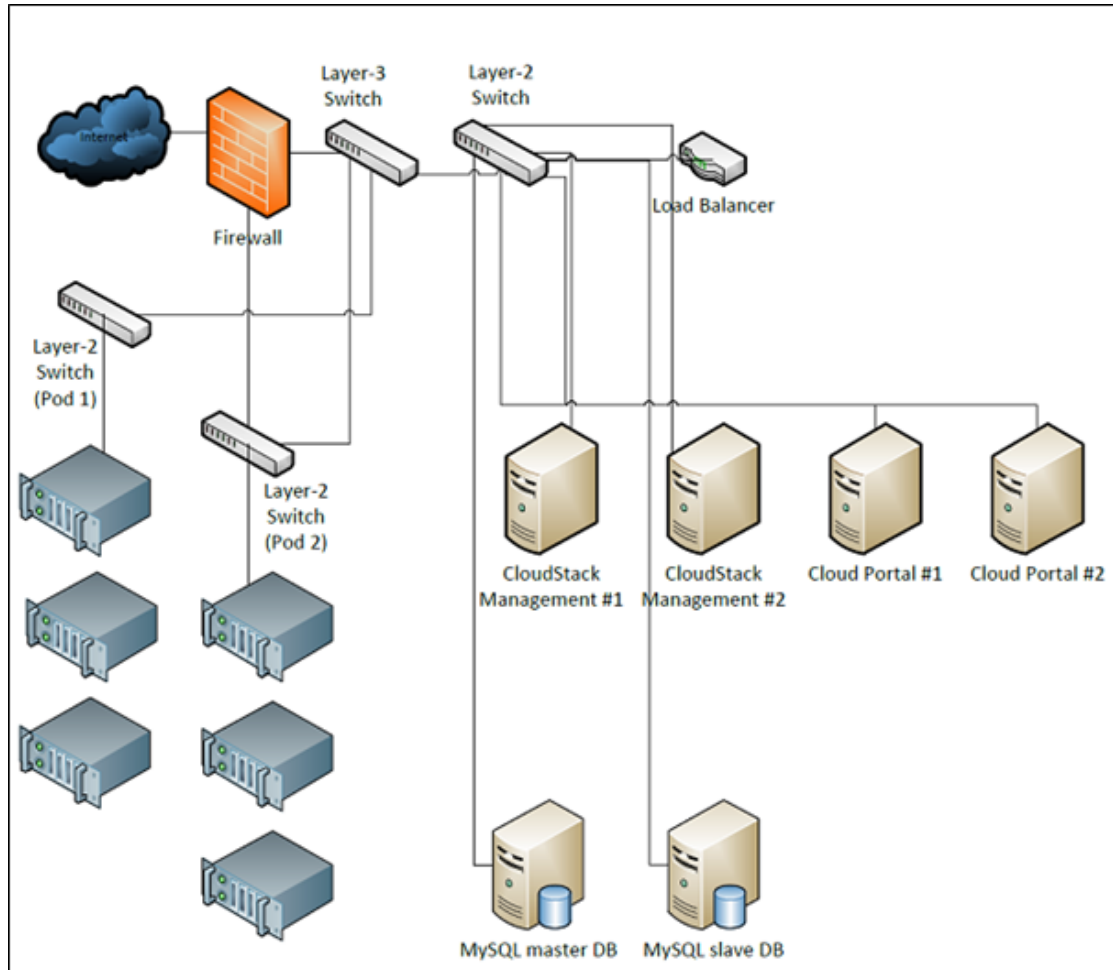 Layer-3
Switch
Layer-2
Switch
Internet
Load Balancer
Firewall
Layer-2
Switch
(Pod 1)
Layer-2
Switch
(Pod 2)
CloudStack
Management #1
CloudStack
Management #2
Cloud Portal #1
Cloud Portal #2
MySQL master DB
MySQL slave DB